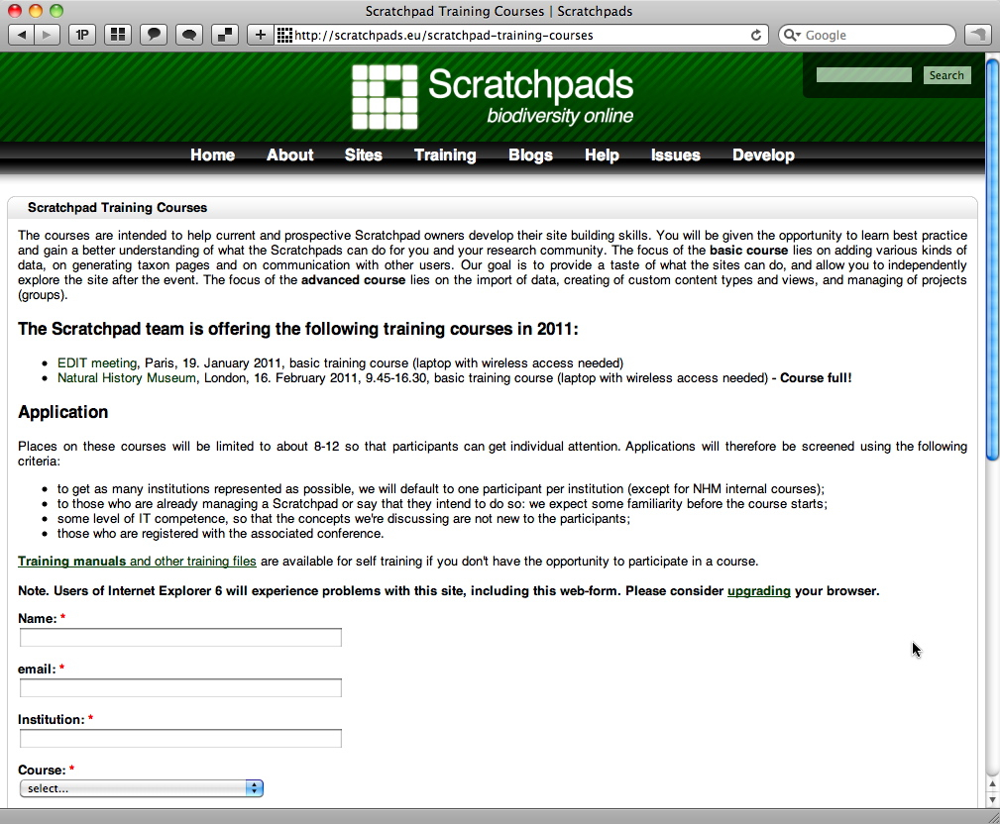 Scratchpad Training Courses | Scratchpads
1P
+
http://scratchpads.eu/scratchpad-training-courses
Google
Scratchpads
biodiversity online
Search
Home About Sites Training Blogs Help Issues Develop
Scratchpad Training Courses
The courses are intended to help current and prospective Scratchpad owners develop their site building skills. You will be given the opportunity to learn best practice
and gain a better understanding of what the Scratchpads can do for you and your research community. The focus of the basic course lies on adding various kinds of
data, on generating taxon pages and on communication with other users. Our goal is to provide a taste of what the sites can do, and allow you to independently
explore the site after the event. The focus of the advanced course lies on the import of data, creating of custom content types and views, and managing of projects
(groups).
The Scratchpad team is offering the following training courses in 2011:
• EDIT meeting, Paris, 19. January 2011, basic training course (laptop with wireless access needed)
• Natural History Museum, London, 16. February 2011, 9.45-16.30, basic training course (laptop with wireless access needed) - Course full!
Application
Places on these courses will be limited to about 8-12 so that participants can get individual attention. Applications will therefore be screened using the following
criteria:
• to get as many institutions represented as possible, we will default to one participant per institution (except for NHM internal courses);
• to those who are already managing a Scratchpad or say that they intend to do so: we expect some familiarity before the course starts;
• some level of IT competence, so that the concepts we're discussing are not new to the participants;
• those who are registered with the associated conference.
Training manuals and other training files are available for self training if you don't have the opportunity to participate in a course.
Note. Users of Internet Explorer 6 will experience problems with this site, including this web-form. Please consider upgrading your browser.
Name: *
email: *
Institution: *
Course: *
select...